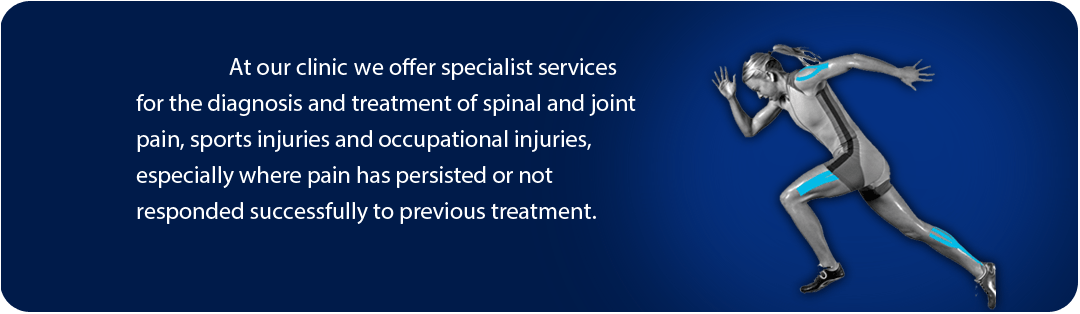 At our clinic we offer specialist services
for the diagnosis and treatment of spinal and joint
pain, sports injuries and occupational injuries,
especially where pain has persisted or not
responded successfully to previous treatment.